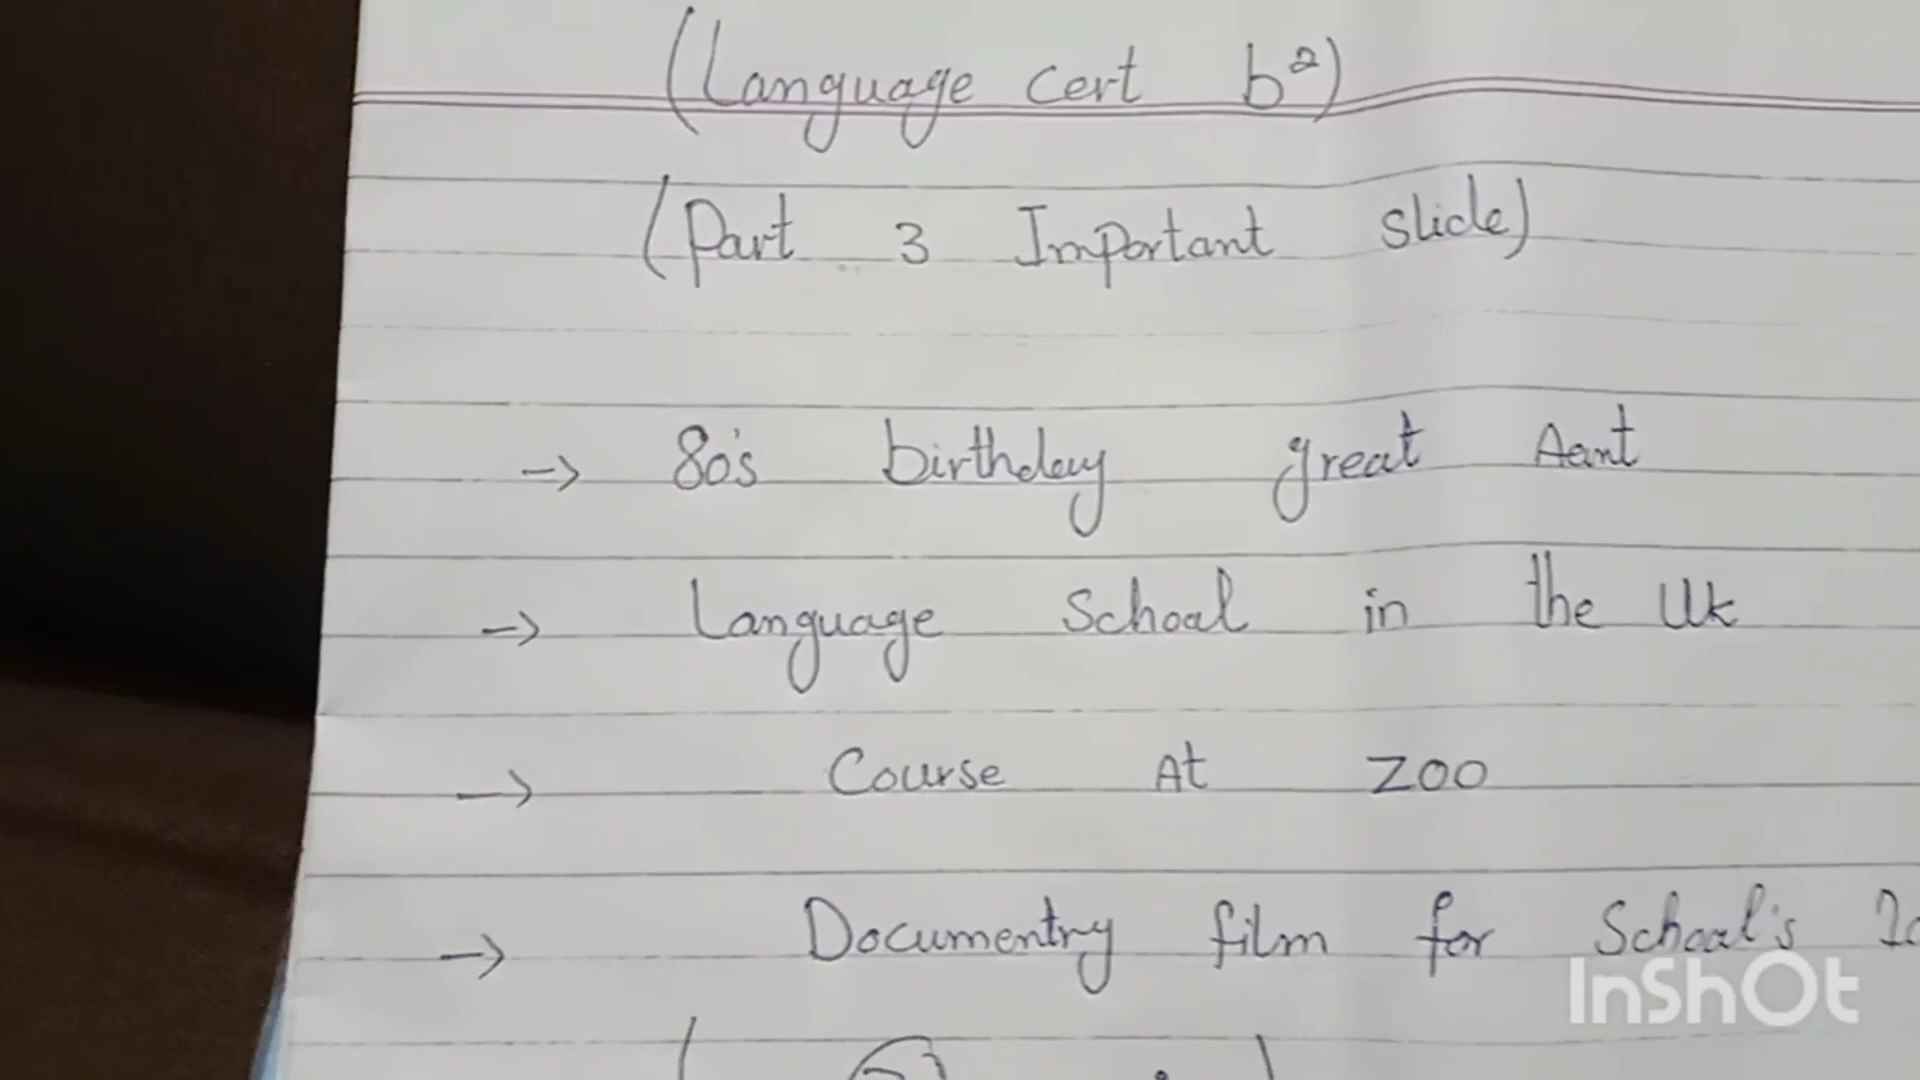 (Language cert b2)
(Part 3 Important slide)
→ 80's birthday great Aant
→ Language School in the Uk
→ Course At ZOO
→ Documentry film for School's
InShOt